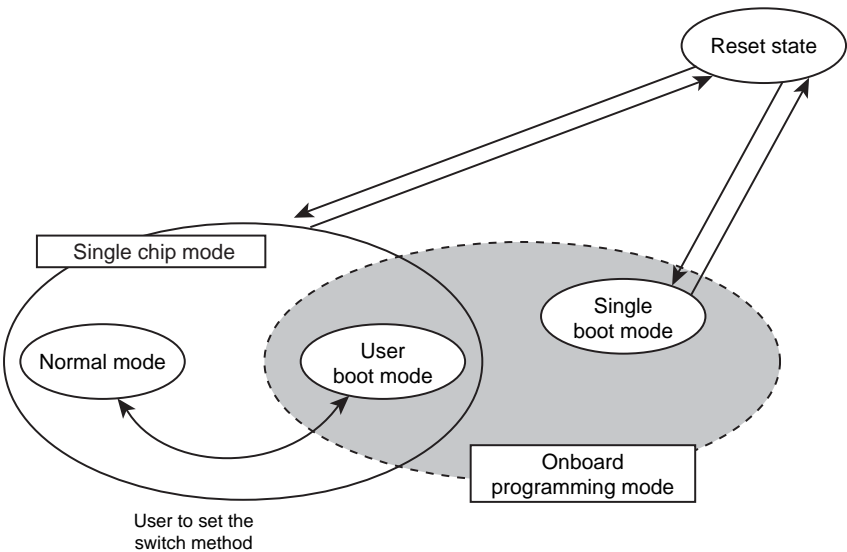 Reset state
Single chip mode
Single
boot mode
Normal mode
User
boot mode
Onboard
programming mode
User to set the
switch method